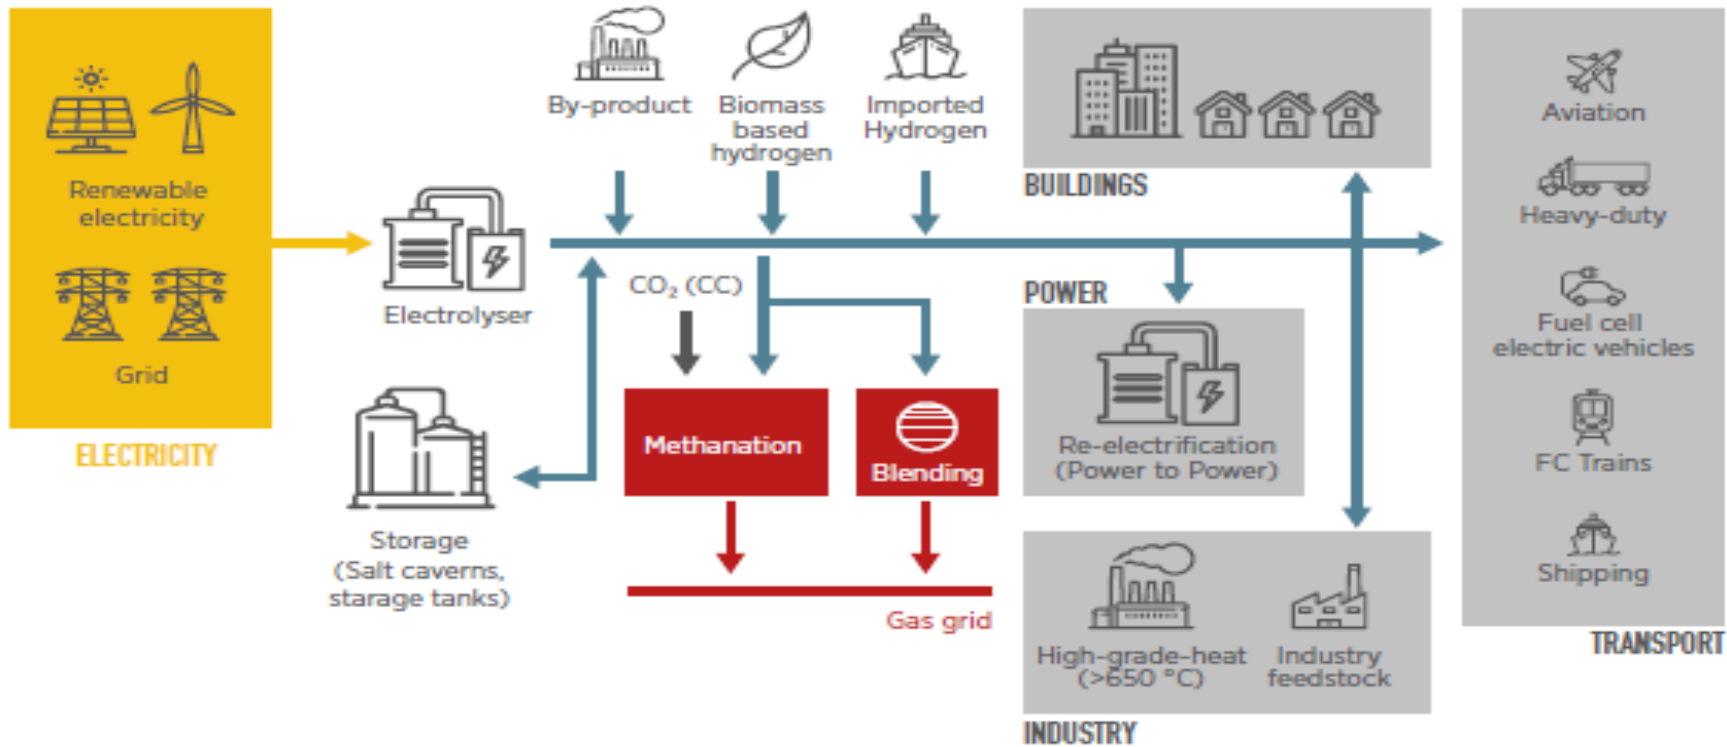 Renewable
electricity
Grid
ELECTRICITY
Electrolyser
Storage
(Salt caverns,
starage tanks)
By-product
Biomass
based
hydrogen
Imported
Hydrogen
CO₂ (CC)
Methanation
Blending
Gas grid
BUILDINGS
POWER
Re-electrification
(Power to Power)
High-grade-heat
(>650 °C)
Industry
feedstock
INDUSTRY
Aviation
Heavy-duty
Fuel cell
electric vehicles
FC Trains
Shipping
TRANSPORT